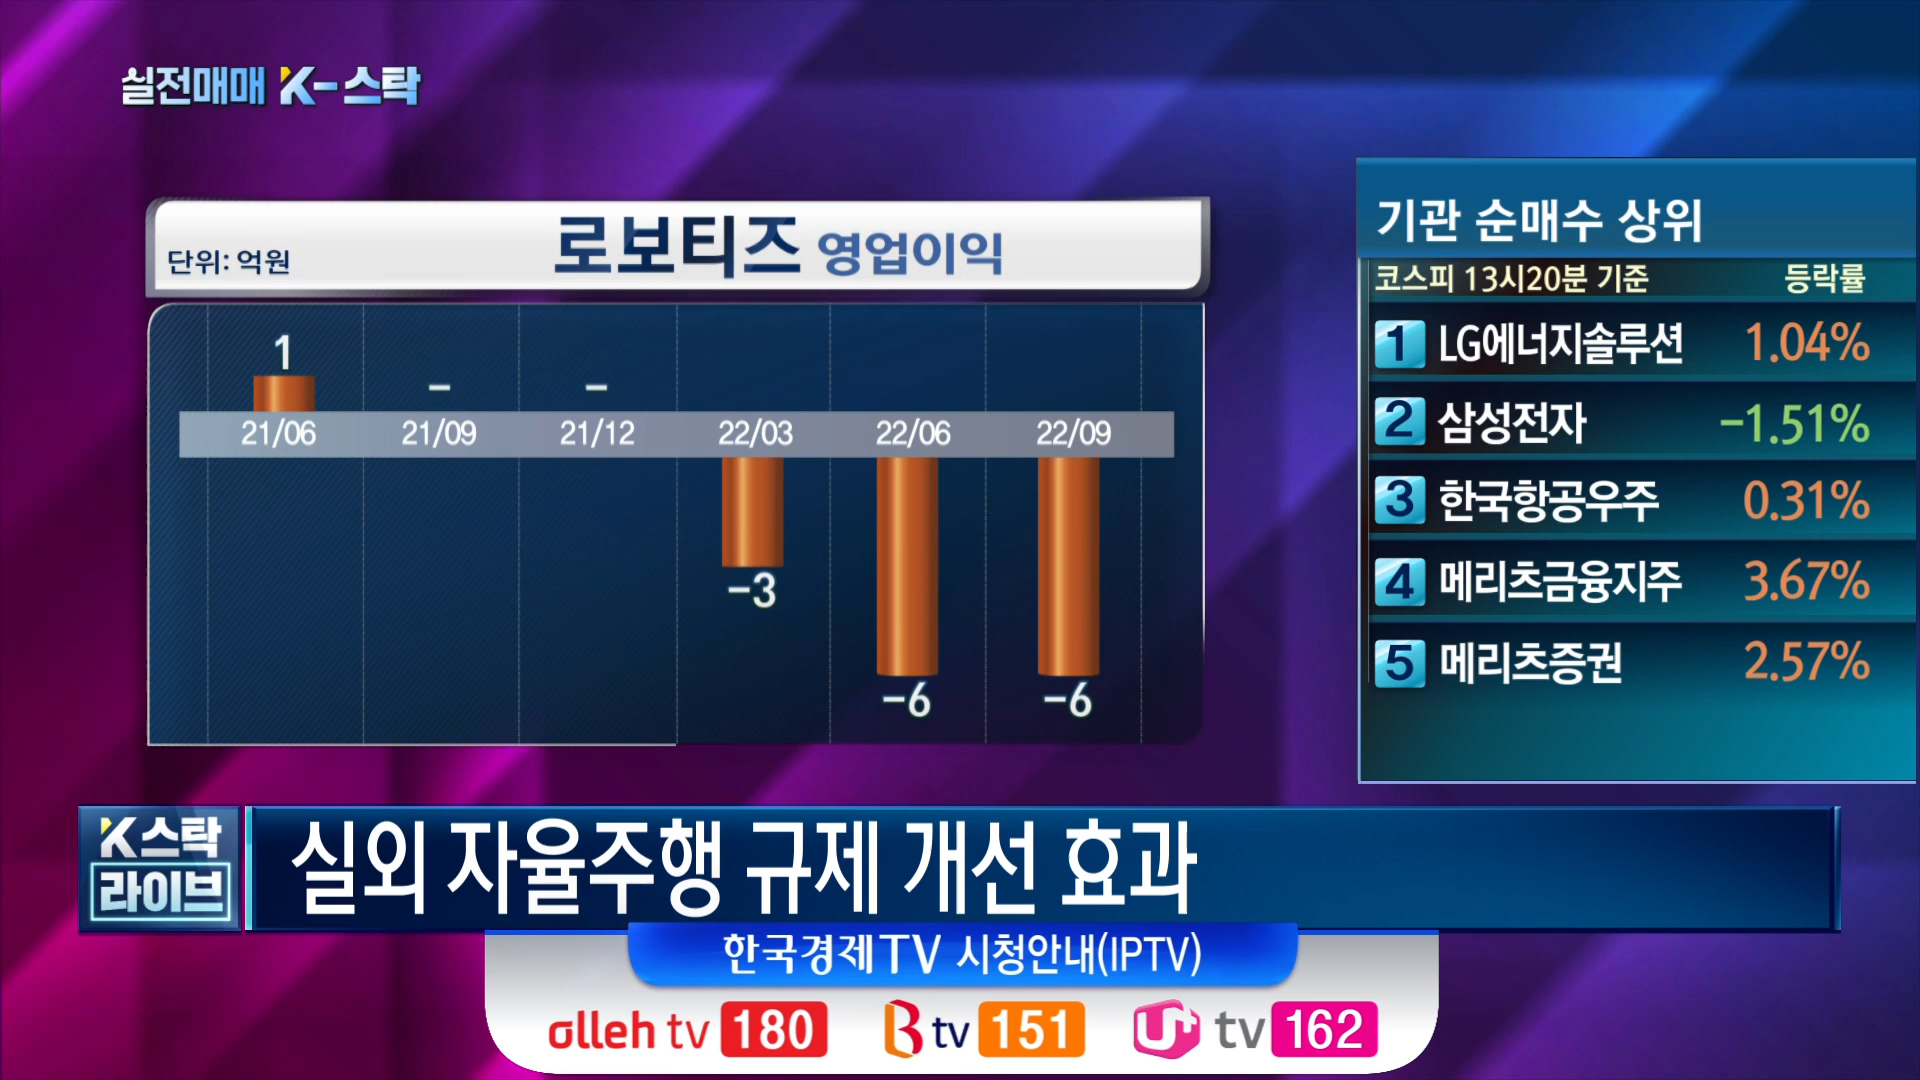 실전매매 K-스탁
단위: 억원
로보티즈 영업이익
1
-
-
21/06
21/09
21/12
22/03
22/06
22/09
-3
-6
-6
기관 순매수 상위
코스피 13시20분 기준 등락률
1 LG에너지솔루션 1.04%
2 삼성전자 -1.51%
3 한국항공우주 0.31%
4 메리츠금융지주 3.67%
5 메리츠증권 2.57%
K스탁
라이브
실외 자율주행 규제 개선 효과
한국경제TV 시청안내(IPTV)
olleh tv 180 B tv 151 U+ tv 162